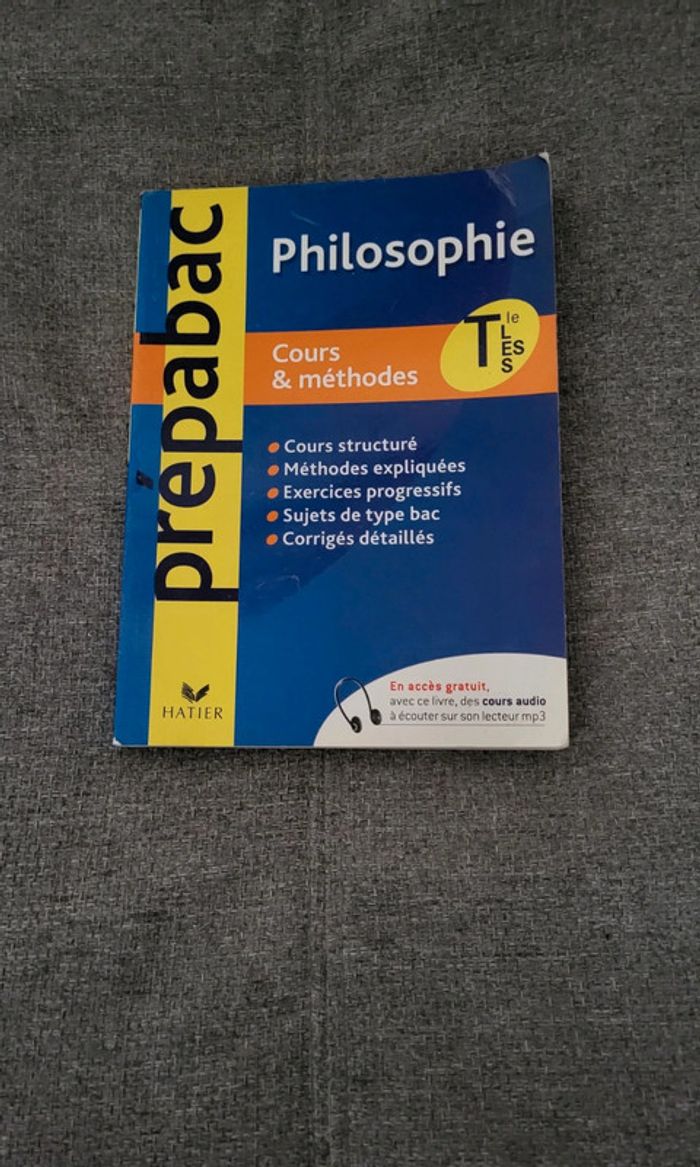 prépabac
Philosophie
Cours
& méthodes
Tle
L
ES
S
Cours structuré
Méthodes expliquées
Exercices progressifs
Sujets de type bac
Corrigés détaillés
En accès gratuit,
avec ce livre, des cours audio
à écouter sur son lecteur mp3
HATIER